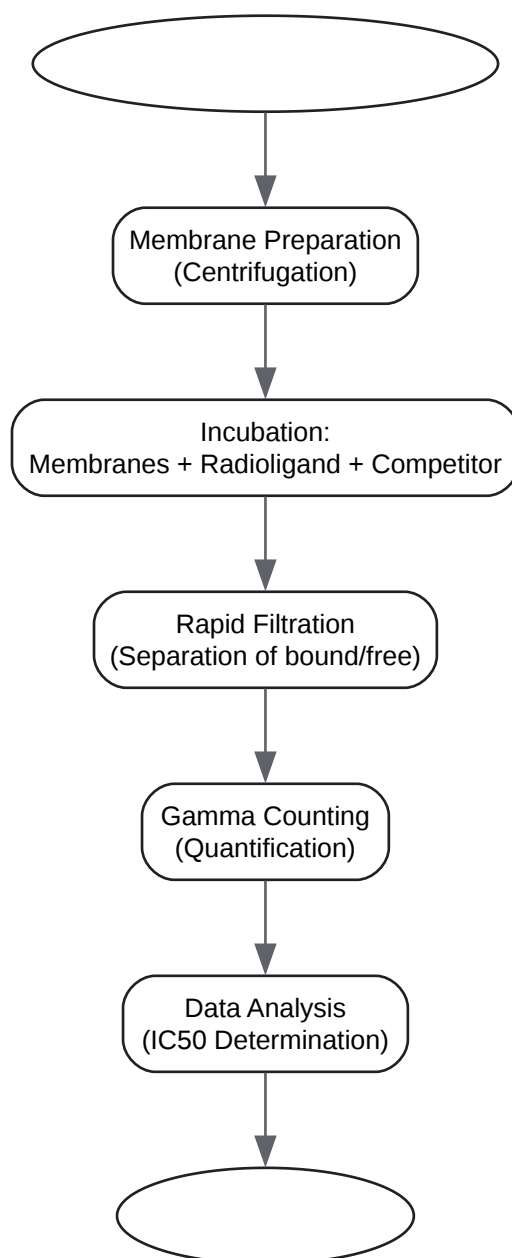 Membrane Preparation
(Centrifugation)
Incubation:
Membranes + Radioligand + Competitor
Rapid Filtration
(Separation of bound/free)
Gamma Counting
(Quantification)
Data Analysis
(IC50 Determination)